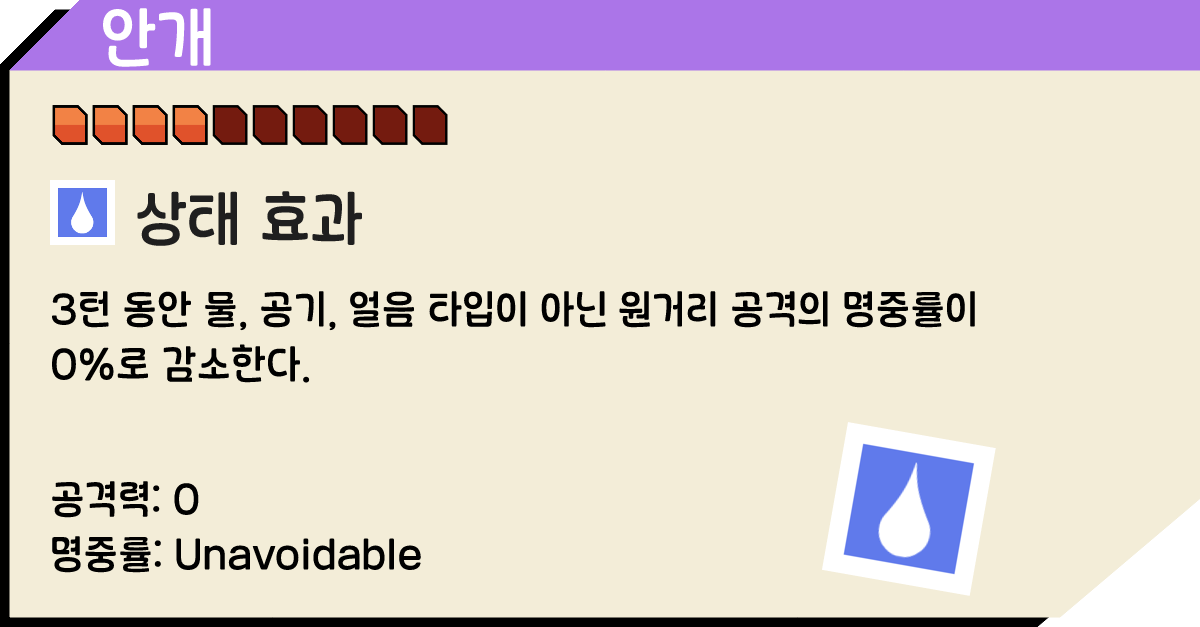 안개
상태 효과
3턴 동안 물, 공기, 얼음 타입이 아닌 원거리 공격의 명중률이
0%로 감소한다.
공격력: 0
명중률: Unavoidable